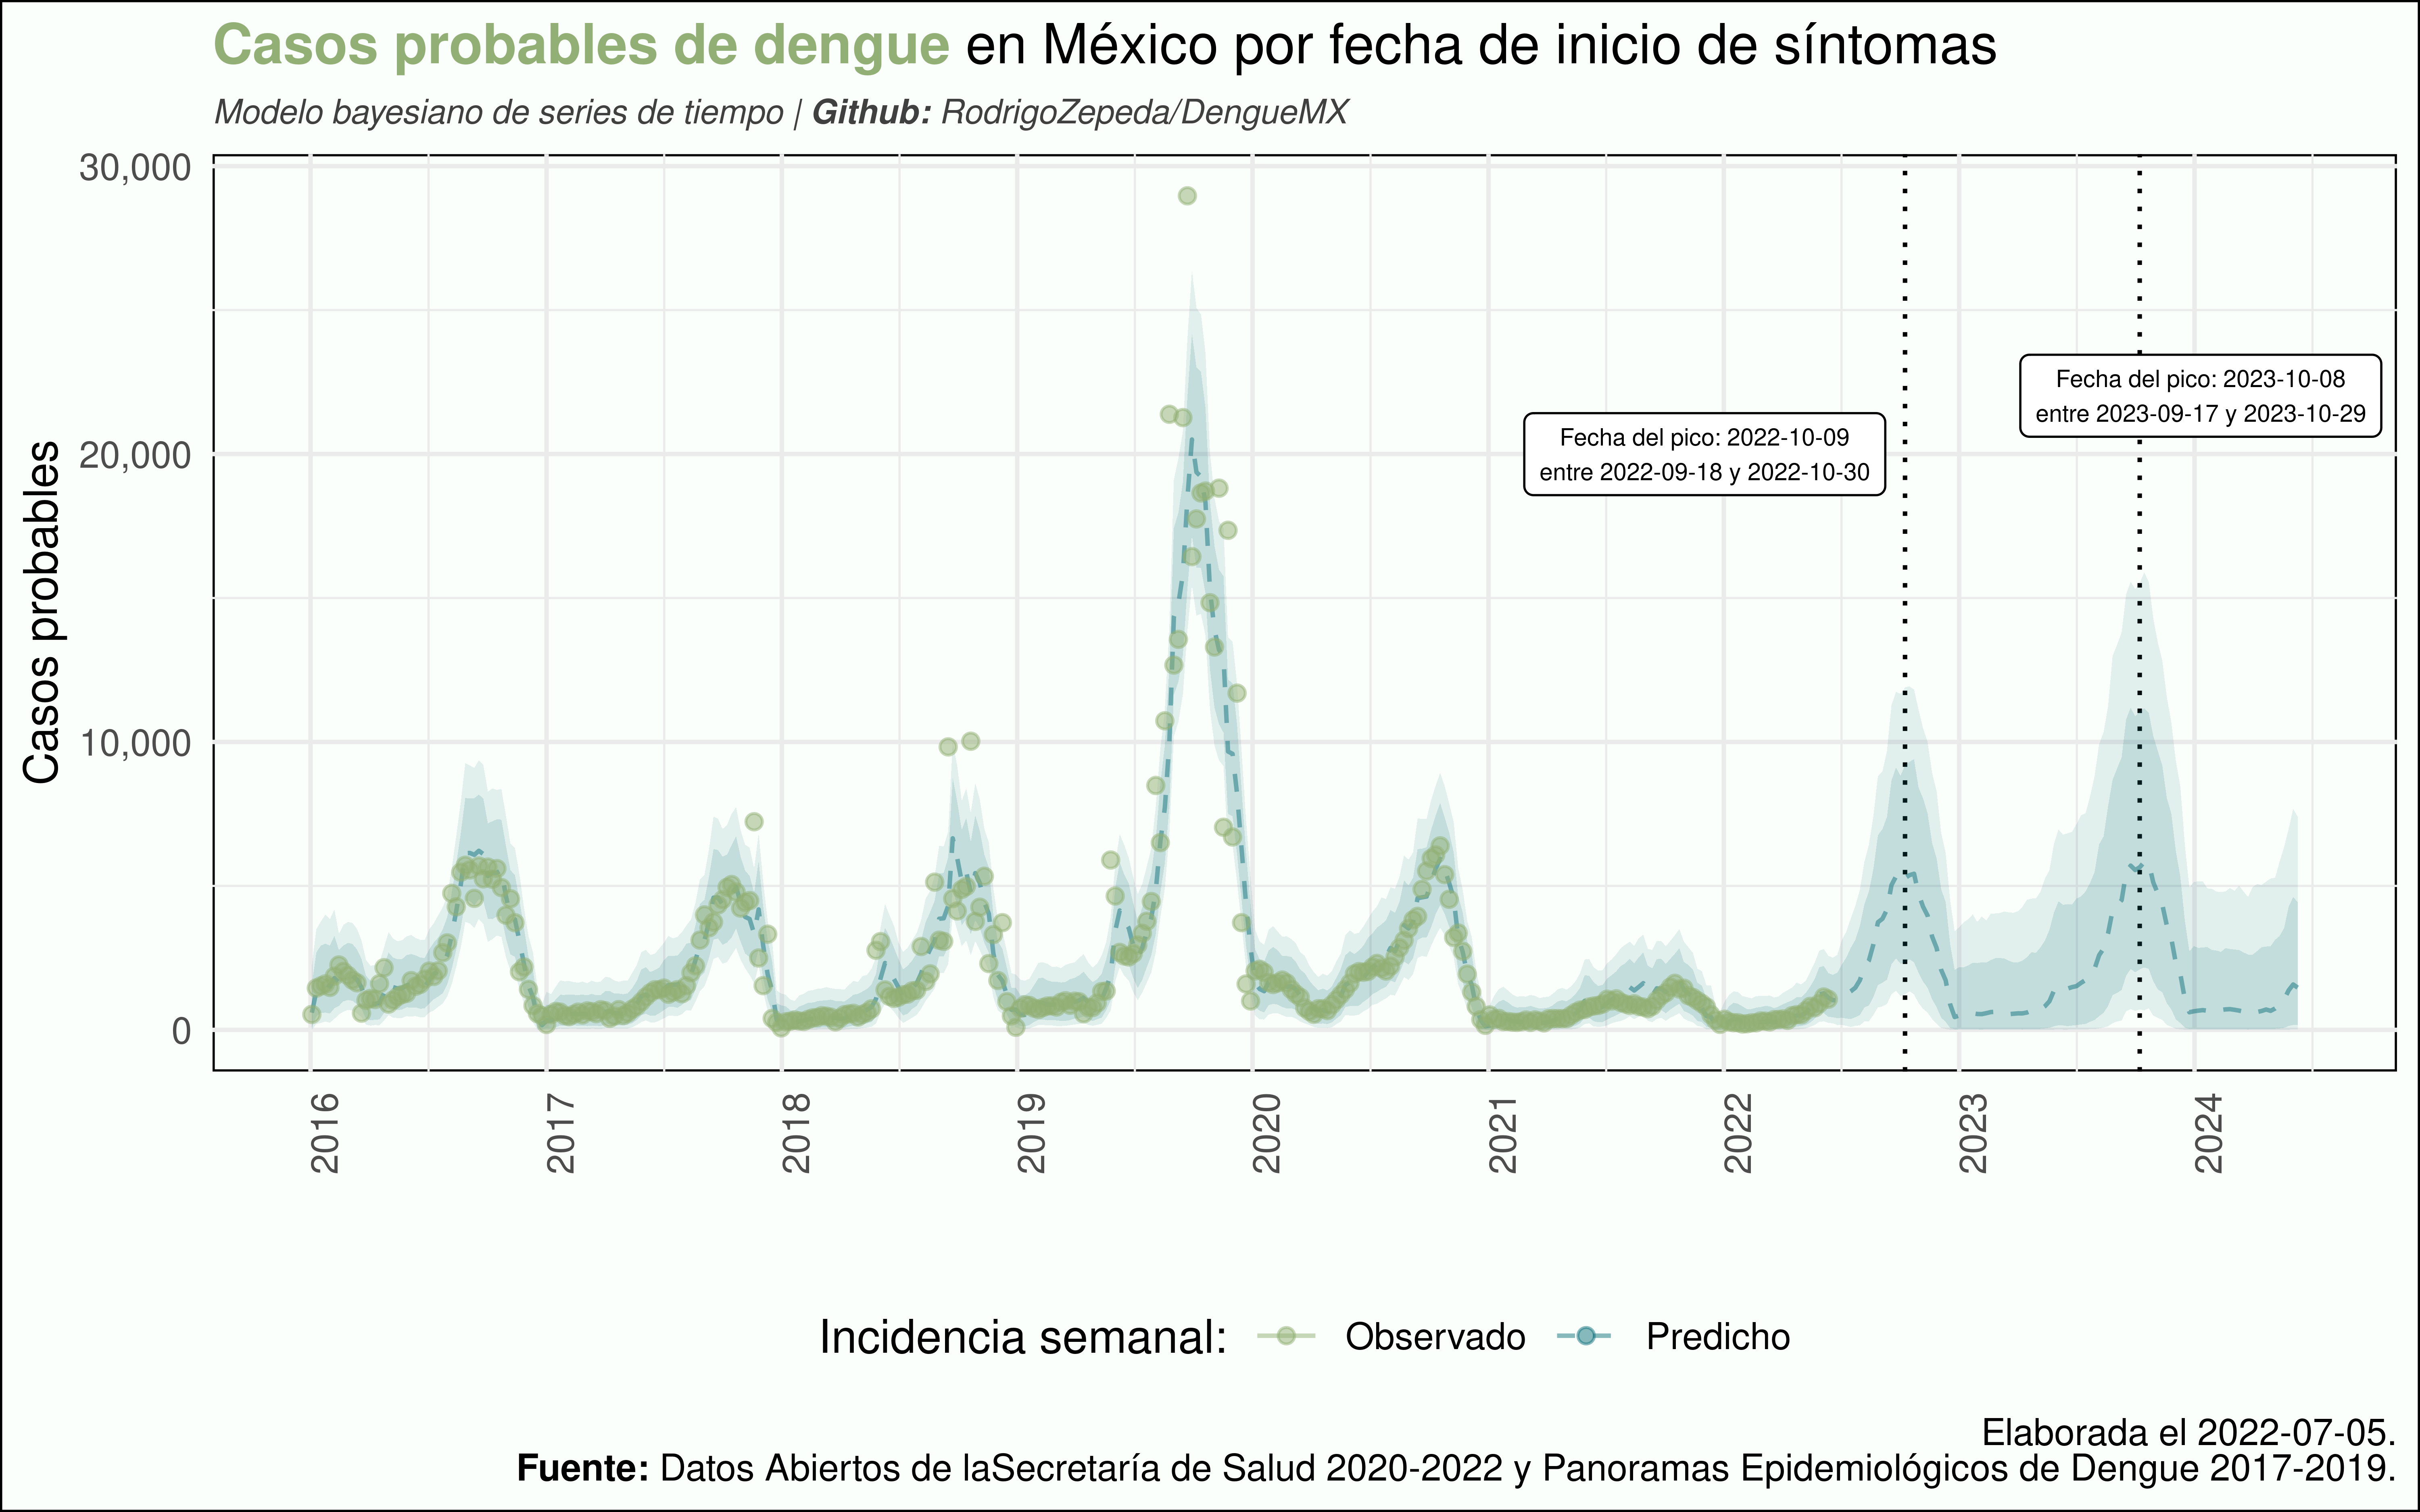 Casos probables de dengue en México por fecha de inicio de síntomas
Modelo bayesiano de series de tiempo | Github: RodrigoZepeda/DengueMX
Casos probables
30,000
20,000
10,000
0
Fecha del pico: 2022-10-09
entre 2022-09-18 y 2022-10-30
Fecha del pico: 2023-10-08
entre 2023-09-17 y 2023-10-29
2016
2017
2018
2019
2020
2021
2022
2023
2024
Incidencia semanal: Observado Predicho
Elaborada el 2022-07-05.
Fuente: Datos Abiertos de laSecretaría de Salud 2020-2022 y Panoramas Epidemiológicos de Dengue 2017-2019.